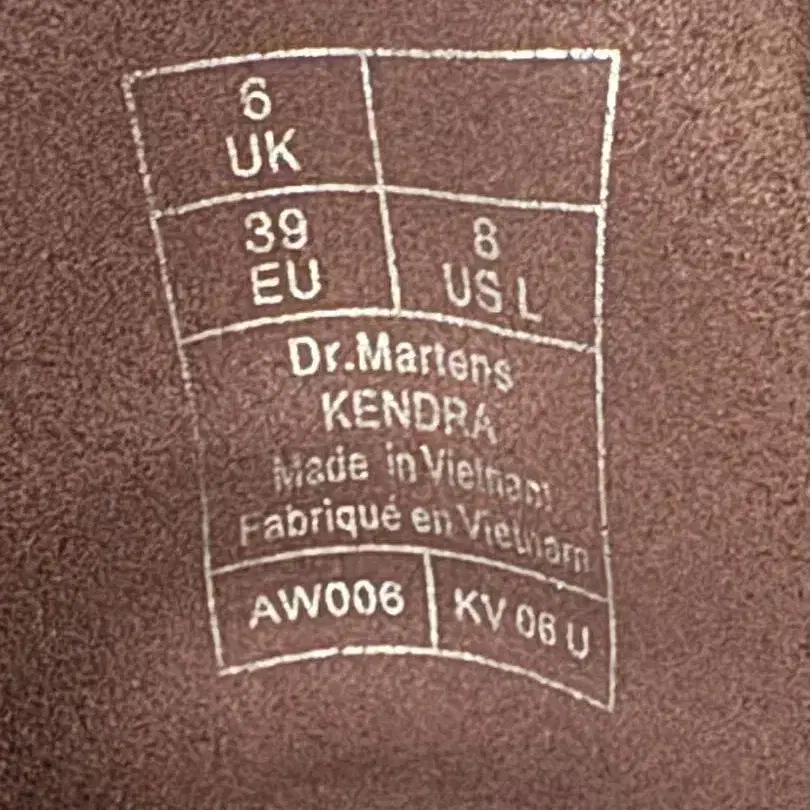 6
UK
39
EU
8
US L
Dr.Martens
KENDRA
Made in Vietnam
Fabriqué en Vietnam
AW006
KV 06 U